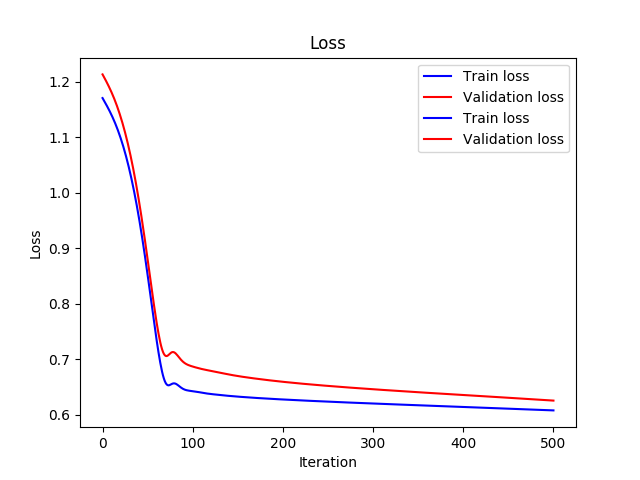 Loss
Train loss
Validation loss
Train loss
Validation loss
Loss
1.2
1.1
1.0
0.9
0.8
0.7
0.6
0
100
200
300
400
500
Iteration